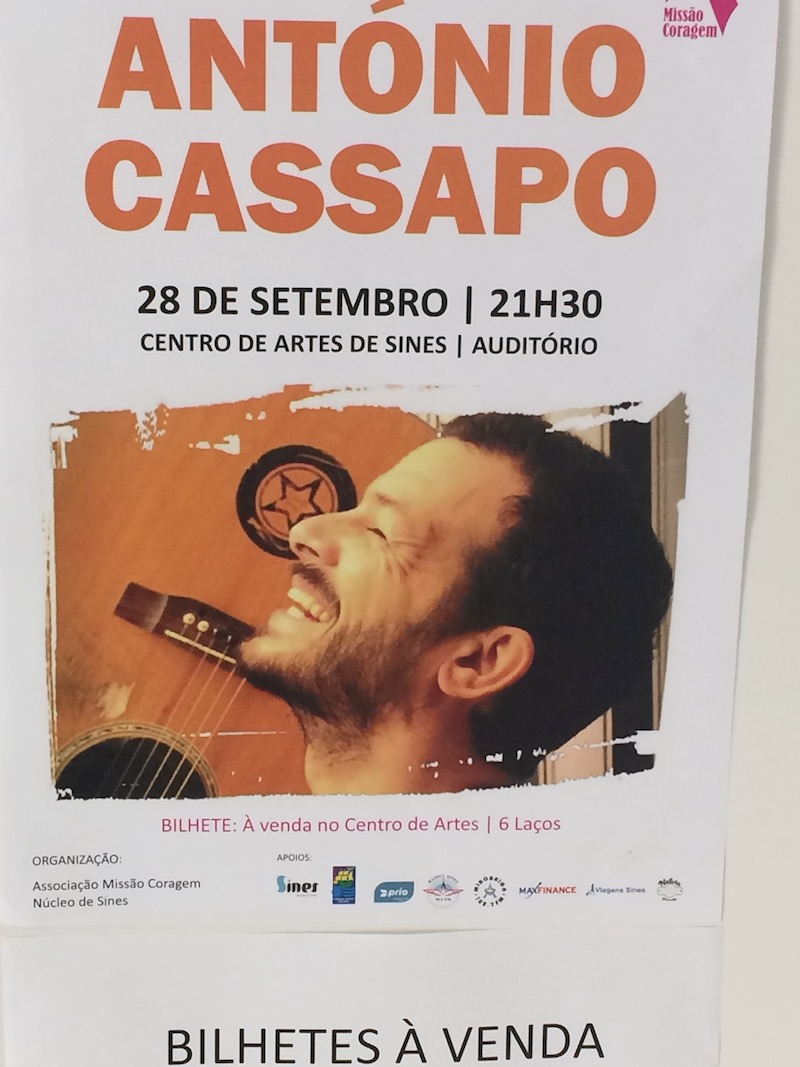 Missão
Coragem
ANTÓNIO
CASSAPO
28 DE SETEMBRO | 21H30
CENTRO DE ARTES DE SINES | AUDITÓRIO
BILHETE: À venda no Centro de Artes | 6 Laços
ORGANIZAÇÃO:
Associação Missão Coragem
Núcleo de Sines
APOIOS:
Sines
prio
MAXFINANCE
Viagens Sines
BILHETES À VENDA